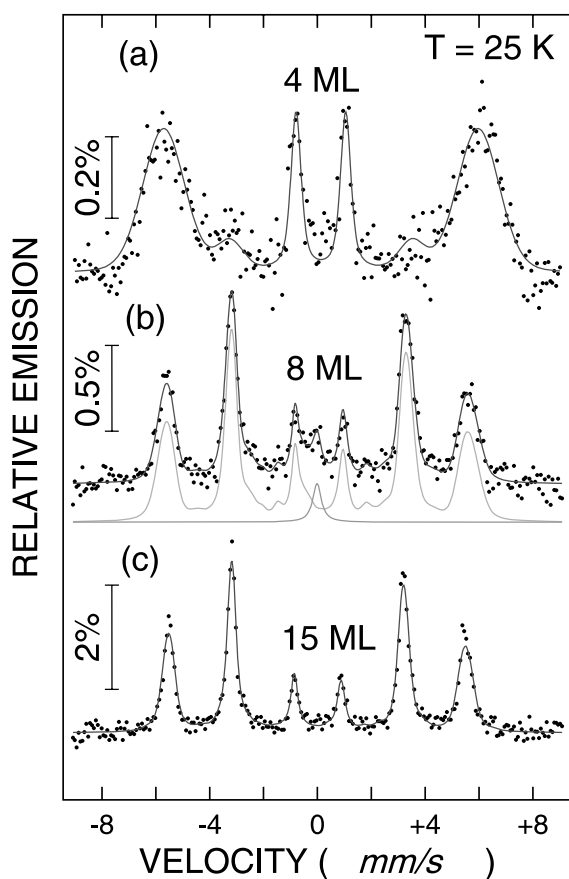 (a)
T = 25 K
4 ML
0.2%
(b)
8 ML
0.5%
RELATIVE EMISSION
(c)
15 ML
2%
-8 -4 0 +4 +8
VELOCITY ( mm/s )